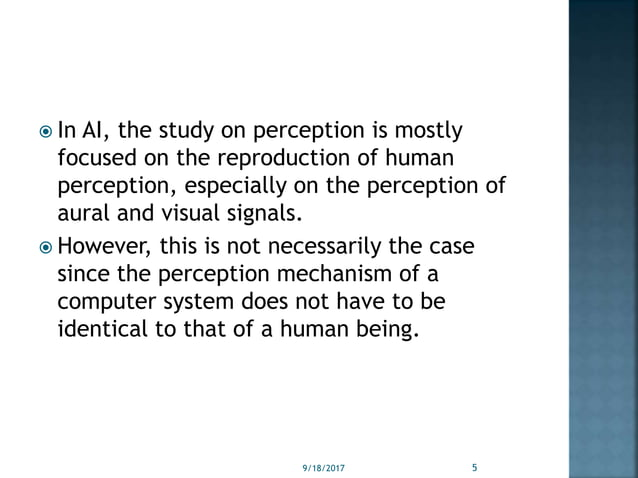 In AI, the study on perception is mostly
focused on the reproduction of human
perception, especially on the perception of
aural and visual signals.
However, this is not necessarily the case
since the perception mechanism of a
computer system does not have to be
identical to that of a human being.
9/18/2017 5